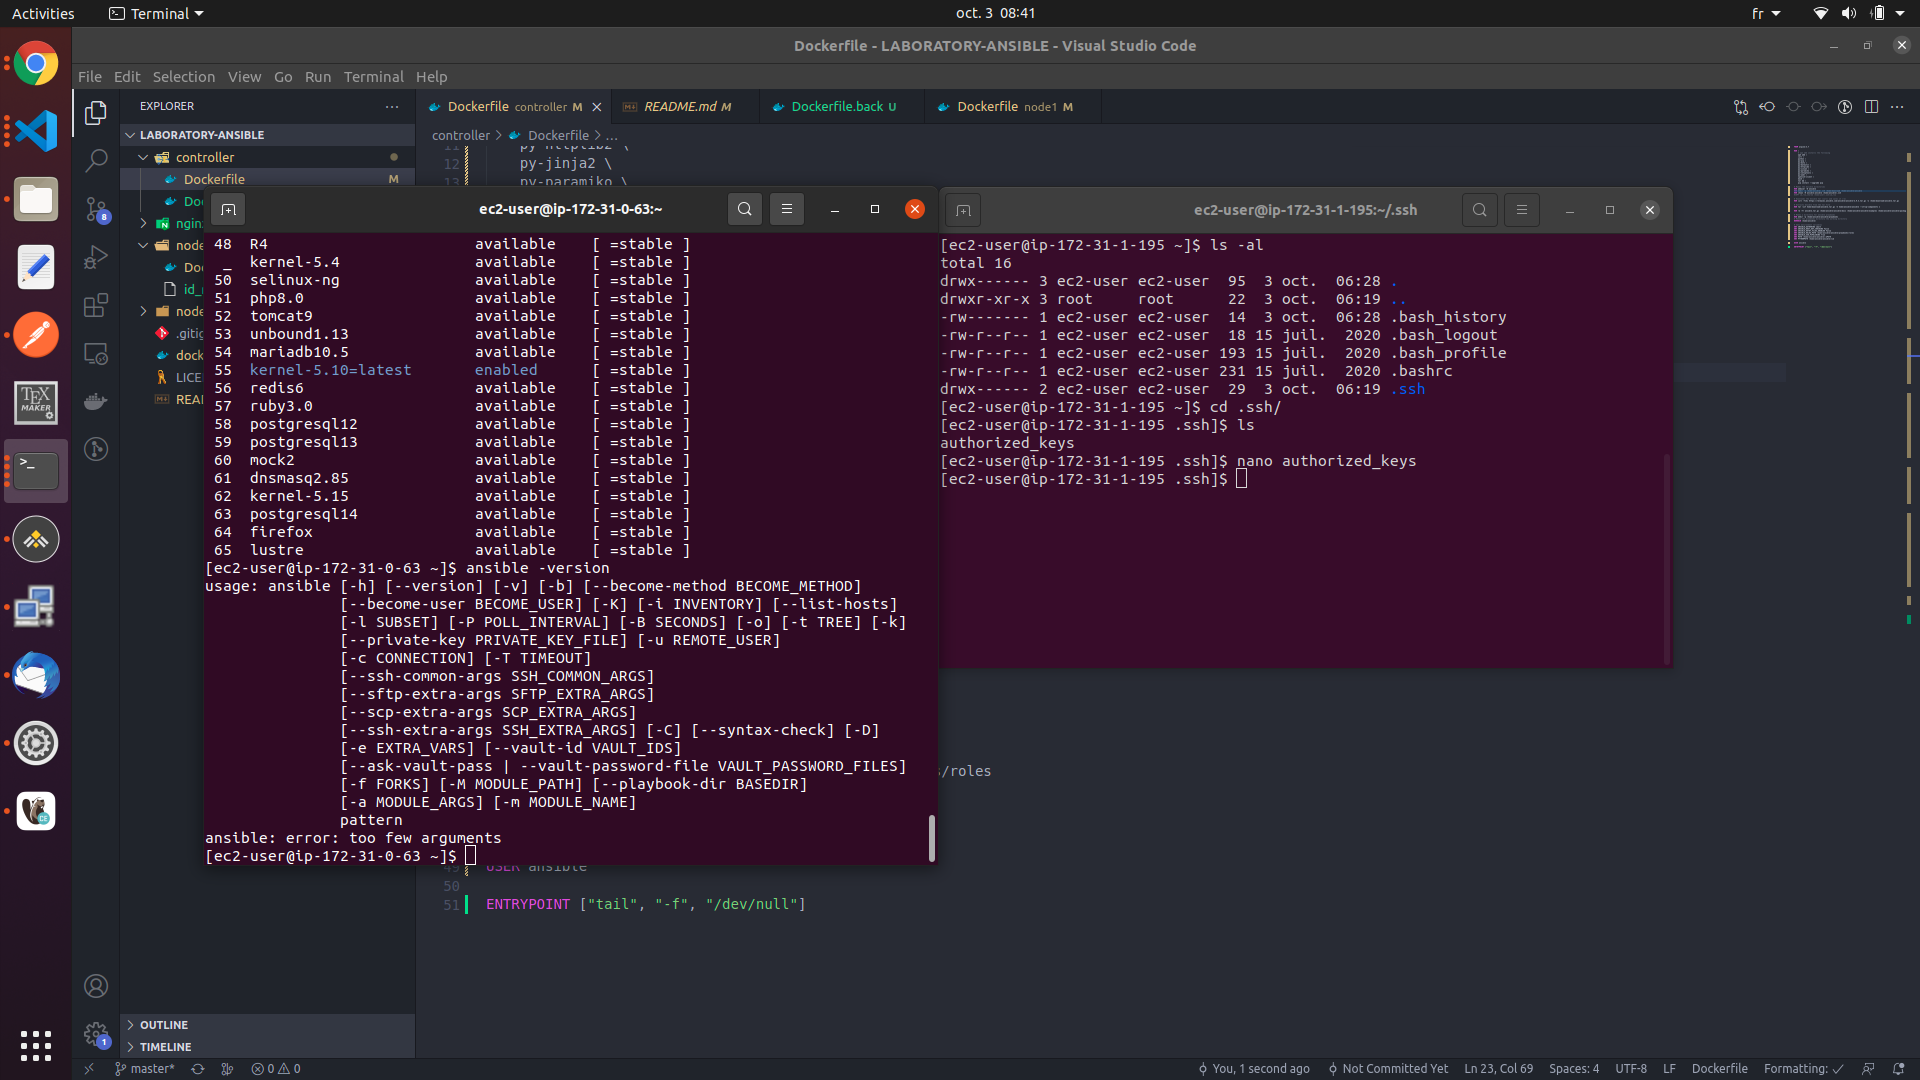 Activities
Terminal
oct. 3 08:41
fr
Dockerfile - LABORATORY-ANSIBLE - Visual Studio Code
File Edit Selection View Go Run Terminal Help
EXPLORER
Dockerfile controller M
README.md M
Dockerfile.back U
Dockerfile node1 M
LABORATORY-ANSIBLE
controller > Dockerfile > ...
controller
Dockerfile M
nginx
LICE
REA
dock
.gitig
id_
node
8
1
TEX MAKER
11 py-httplib2 \
12 py-jinja2 \
13 py-paramiko \
ec2-user@ip-172-31-0-63:~
48 R4 available [ =stable ]
_ kernel-5.4 available [ =stable ]
50 selinux-ng available [ =stable ]
51 php8.0 available [ =stable ]
52 tomcat9 available [ =stable ]
53 unbound1.13 available [ =stable ]
54 mariadb10.5 available [ =stable ]
55 kernel-5.10=latest enabled [ =stable ]
56 redis6 available [ =stable ]
57 ruby3.0 available [ =stable ]
58 postgresql12 available [ =stable ]
59 postgresql13 available [ =stable ]
60 mock2 available [ =stable ]
61 dnsmasq2.85 available [ =stable ]
62 kernel-5.15 available [ =stable ]
63 postgresql14 available [ =stable ]
64 firefox available [ =stable ]
65 lustre available [ =stable ]
[ec2-user@ip-172-31-0-63 ~]$ ansible -version
usage: ansible [-h] [--version] [-v] [-b] [--become-method BECOME_METHOD]
[--become-user BECOME_USER] [-K] [-i INVENTORY] [--list-hosts]
[-l SUBSET] [-P POLL_INTERVAL] [-B SECONDS] [-o] [-t TREE] [-k]
[--private-key PRIVATE_KEY_FILE] [-u REMOTE_USER]
[-c CONNECTION] [-T TIMEOUT]
[--ssh-common-args SSH_COMMON_ARGS]
[--sftp-extra-args SFTP_EXTRA_ARGS]
[--scp-extra-args SCP_EXTRA_ARGS]
[--ssh-extra-args SSH_EXTRA_ARGS] [-C] [--syntax-check] [-D]
[-e EXTRA_VARS] [--vault-id VAULT_IDS]
[--ask-vault-pass | --vault-password-file VAULT_PASSWORD_FILES]
[-f FORKS] [-M MODULE_PATH] [--playbook-dir BASEDIR]
[-a MODULE_ARGS] [-m MODULE_NAME]
pattern
ansible: error: too few arguments
[ec2-user@ip-172-31-0-63 ~]$
ec2-user@ip-172-31-1-195:~/.ssh
[ec2-user@ip-172-31-1-195 ~]$ ls -al
total 16
drwx------ 3 ec2-user ec2-user 95 3 oct. 06:28 .
drwxr-xr-x 3 root root 22 3 oct. 06:19 ..
-rw------- 1 ec2-user ec2-user 14 3 oct. 06:28 .bash_history
-rw-r--r-- 1 ec2-user ec2-user 18 15 juil. 2020 .bash_logout
-rw-r--r-- 1 ec2-user ec2-user 193 15 juil. 2020 .bash_profile
-rw-r--r-- 1 ec2-user ec2-user 231 15 juil. 2020 .bashrc
drwx------ 2 ec2-user ec2-user 29 3 oct. 06:19 .ssh
[ec2-user@ip-172-31-1-195 ~]$ cd .ssh/
[ec2-user@ip-172-31-1-195 .ssh]$ ls
authorized_keys
[ec2-user@ip-172-31-1-195 .ssh]$ nano authorized_keys
[ec2-user@ip-172-31-1-195 .ssh]$
/roles
49 USER ansible
50
51 ENTRYPOINT ["tail", "-f", "/dev/null"]
OUTLINE
TIMELINE
master*
0 0
You, 1 second ago
Not Committed Yet
Ln 23, Col 69
Spaces: 4
UTF-8
LF
Dockerfile
Formatting: ✓